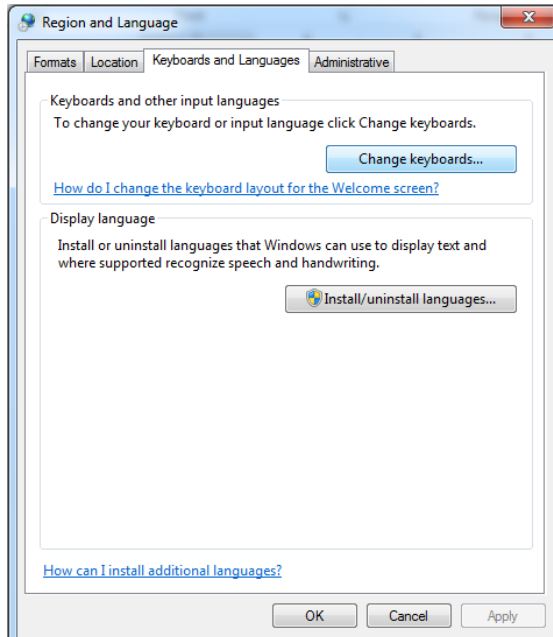 Region and Language
Formats Location Keyboards and Languages Administrative
Keyboards and other input languages
To change your keyboard or input language click Change keyboards.
Change keyboards...
How do I change the keyboard layout for the Welcome screen?
Display language
Install or uninstall languages that Windows can use to display text and
where supported recognize speech and handwriting.
Install/uninstall languages...
How can I install additional languages?
OK Cancel Apply